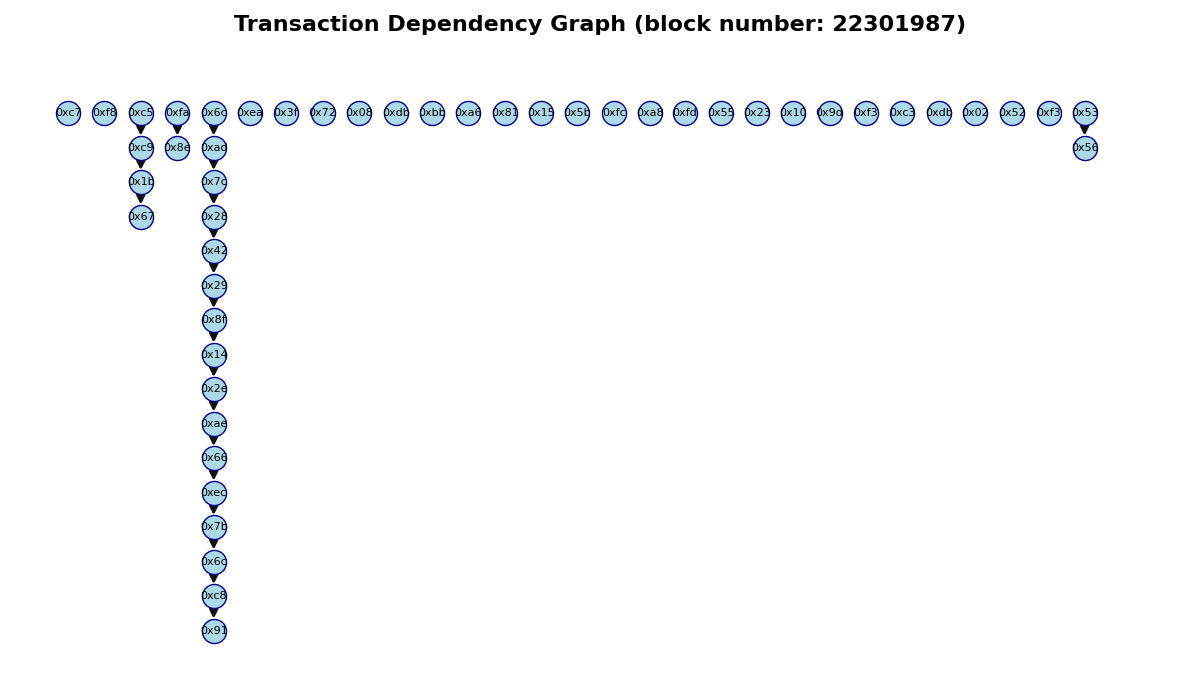 Transaction Dependency Graph (block number: 22301987)
0xc7 0xf8 0xc5 0xfa 0x6c 0xea 0x3f 0x72 0x08 0xdb 0xbb 0xa6 0x81 0x15 0x5b 0xfc 0xa8 0xfd 0x55 0x23 0x10 0x9d 0xf3 0xc3 0xdb 0x02 0x52 0xf3 0x53
0xc9 0x8e 0xad 0x56
0x1b 0x7c
0x67 0x28
0x42
0x29
0x8f
0x14
0x2e
0xae
0x66
0xec
0x7b
0x6c
0xc8
0x91